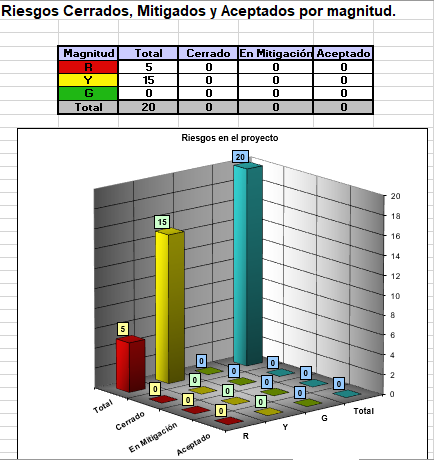 Riesgos Cerrados, Mitigados y Aceptados por magnitud.
Magnitud Total Cerrado En Mitigación Aceptado
R 5 0 0 0
Y 15 0 0 0
G 0 0 0 0
Total 20 0 0 0
Riesgos en el proyecto
20
15
5
0 0 0 0
0 0 0
0 0 0
0 0 0
20
18
16
14
12
10
8
6
4
2
0
Total
Cerrado
En Mitigación
Aceptado
R
Y
G
Total